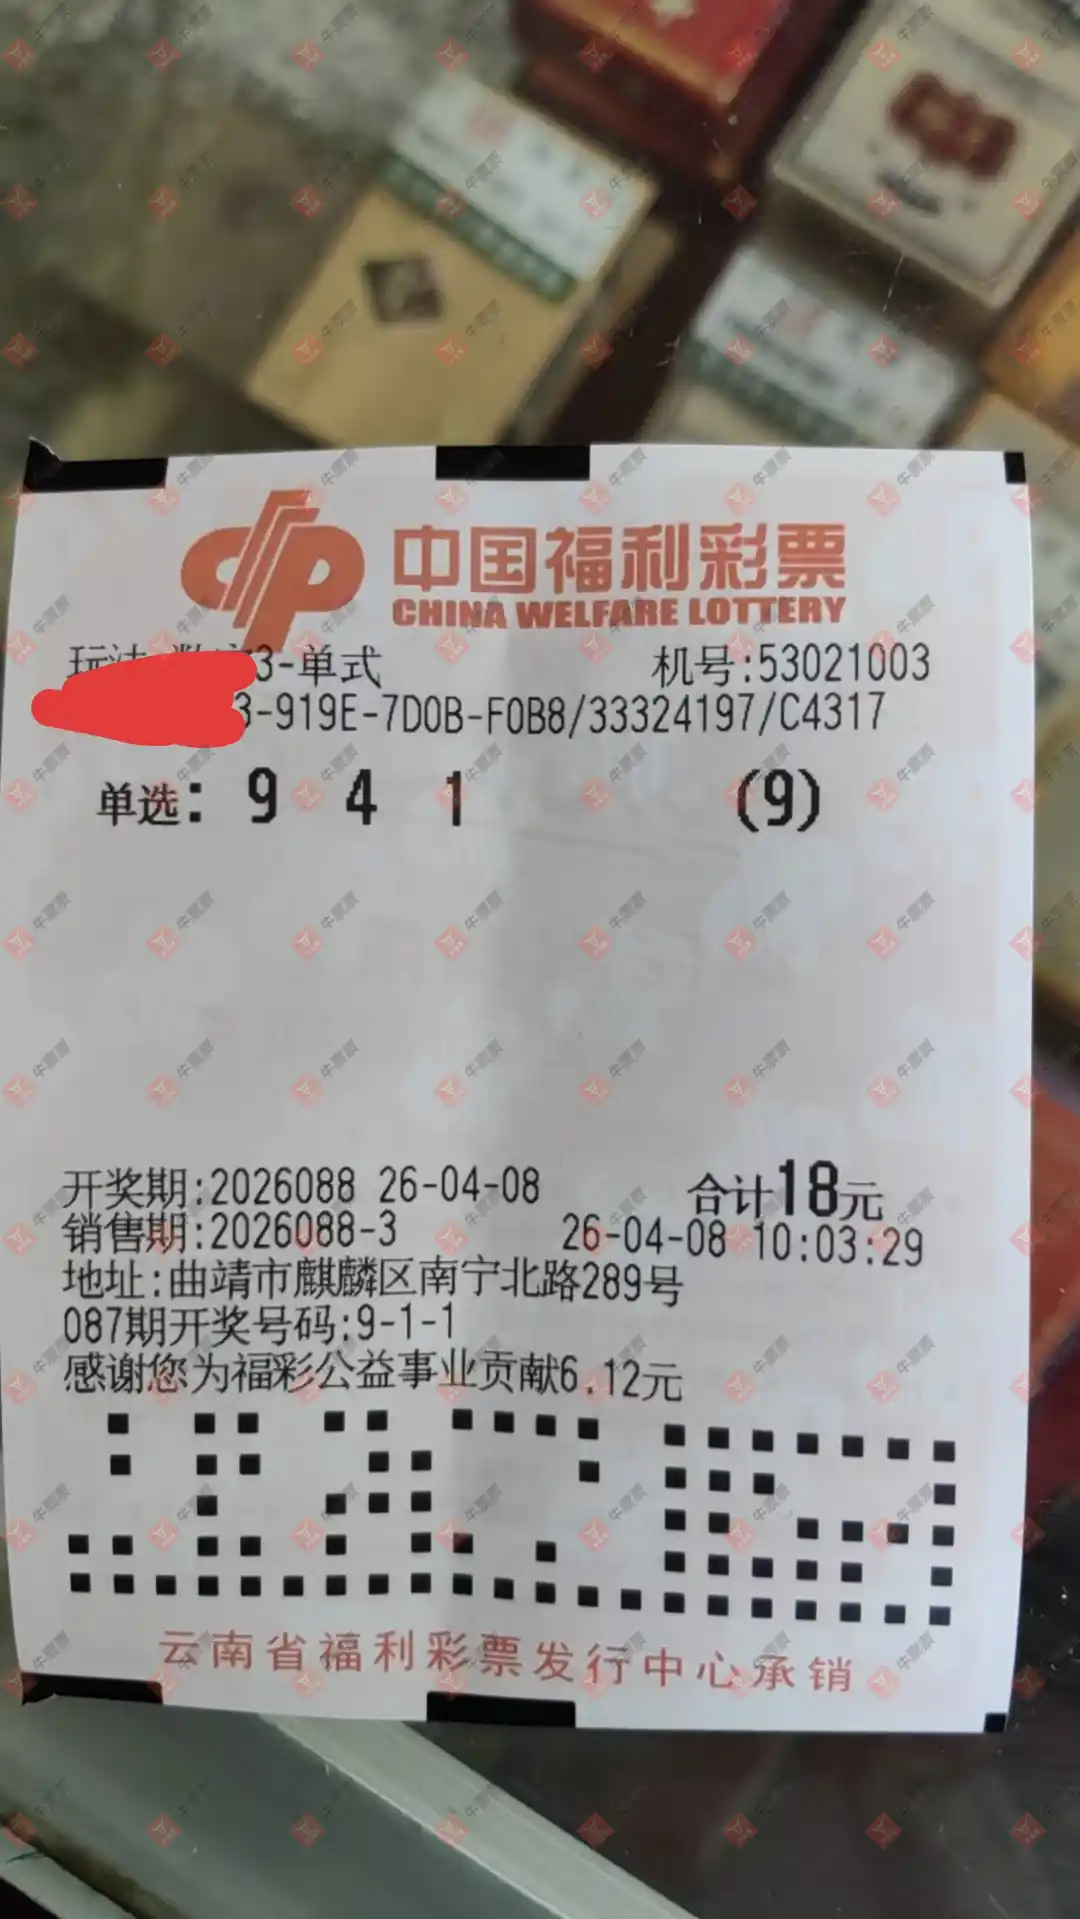 中国福利彩票
CHINA WELFARE LOTTERY
3-单式 机号:53021003
3-919E-7D0B-F0B8/33324197/C4317
单选: 9 4 1 (9)
开奖期:2026088 26-04-08 合计18元
销售期:2026088-3 26-04-08 10:03:29
地址:曲靖市麒麟区南宁北路289号
087期开奖号码:9-1-1
感谢您为福彩公益事业贡献6.12元
云南省福利彩票发行中心承销
牛票票